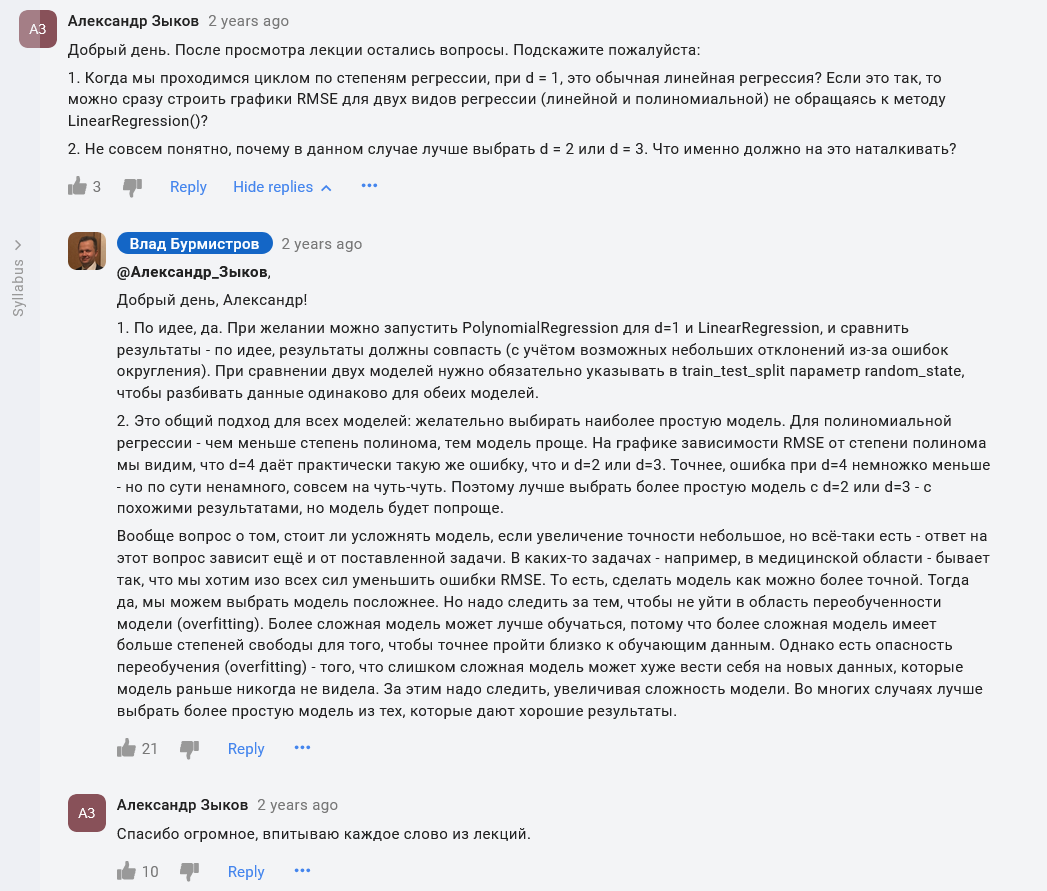 АЗ
Александр Зыков 2 years ago
Добрый день. После просмотра лекции остались вопросы. Подскажите пожалуйста:
1. Когда мы проходимся циклом по степеням регрессии, при d = 1, это обычная линейная регрессия? Если это так, то
можно сразу строить графики RMSE для двух видов регрессии (линейной и полиномиальной) не обращаясь к методу
LinearRegression()?
2. Не совсем понятно, почему в данном случае лучше выбрать d = 2 или d = 3. Что именно должно на это наталкивать?
3 Reply Hide replies
Syllabus
Влад Бурмистров 2 years ago
@Александр_Зыков,
Добрый день, Александр!
1. По идее, да. При желании можно запустить PolynomialRegression для d=1 и LinearRegression, и сравнить
результаты - по идее, результаты должны совпасть (с учётом возможных небольших отклонений из-за ошибок
округления). При сравнении двух моделей нужно обязательно указывать в train_test_split параметр random_state,
чтобы разбивать данные одинаково для обеих моделей.
2. Это общий подход для всех моделей: желательно выбирать наиболее простую модель. Для полиномиальной
регрессии - чем меньше степень полинома, тем модель проще. На графике зависимости RMSE от степени полинома
мы видим, что d=4 даёт практически такую же ошибку, что и d=2 или d=3. Точнее, ошибка при d=4 немножко меньше
- но по сути ненамного, совсем на чуть-чуть. Поэтому лучше выбрать более простую модель с d=2 или d=3 - с
похожими результатами, но модель будет попроще.
Вообще вопрос о том, стоит ли усложнять модель, если увеличение точности небольшое, но всё-таки есть - ответ на
этот вопрос зависит ещё и от поставленной задачи. В каких-то задачах - например, в медицинской области - бывает
так, что мы хотим изо всех сил уменьшить ошибки RMSE. То есть, сделать модель как можно более точной. Тогда
да, мы можем выбрать модель посложнее. Но надо следить за тем, чтобы не уйти в область переобученности
модели (overfitting). Более сложная модель может лучше обучаться, потому что более сложная модель имеет
больше степеней свободы для того, чтобы точнее пройти близко к обучающим данным. Однако есть опасность
переобучения (overfitting) - того, что слишком сложная модель может хуже вести себя на новых данных, которые
модель раньше никогда не видела. За этим надо следить, увеличивая сложность модели. Во многих случаях лучше
выбрать более простую модель из тех, которые дают хорошие результаты.
21 Reply
АЗ
Александр Зыков 2 years ago
Спасибо огромное, впитываю каждое слово из лекций.
10 Reply